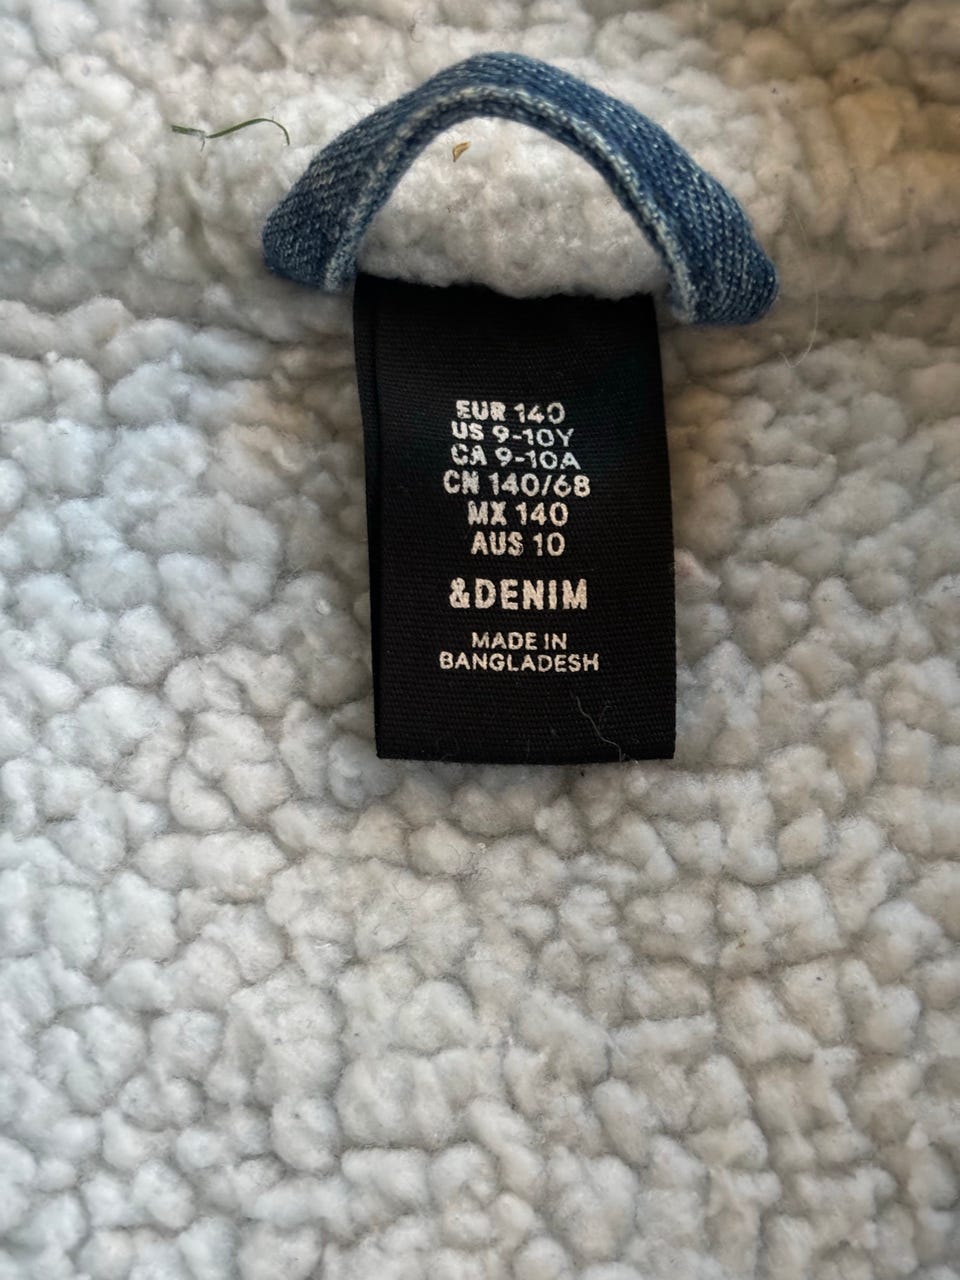 EUR 140
US 9-10Y
CA 9-10A
CN 140/68
MX 140
AUS 10
&DENIM
MADE IN
BANGLADESH